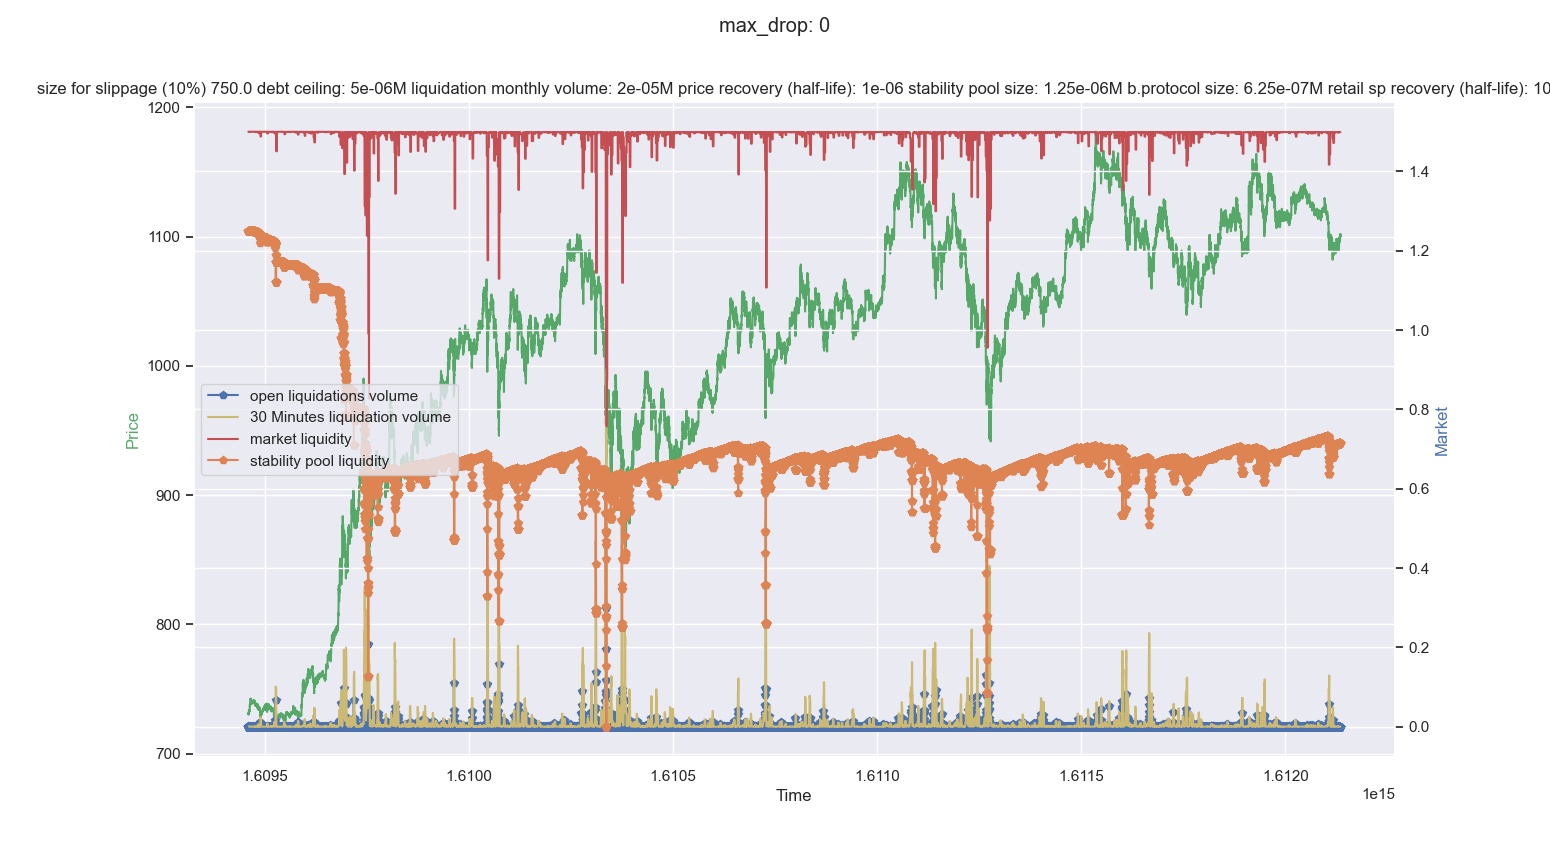 max_drop: 0
size for slippage (10%) 750.0 debt ceiling: 5e-06M liquidation monthly volume: 2e-05M price recovery (half-life): 1e-06 stability pool size: 1.25e-06M b.protocol size: 6.25e-07M retail sp recovery (half-life): 10
1200
1100
1000
900
800
700
Price
open liquidations volume
30 Minutes liquidation volume
market liquidity
stability pool liquidity
1.4
1.2
1.0
0.8
0.6
0.4
0.2
0.0
Market
1.6095 1.6100 1.6105 1.6110 1.6115 1.6120
Time
1e15